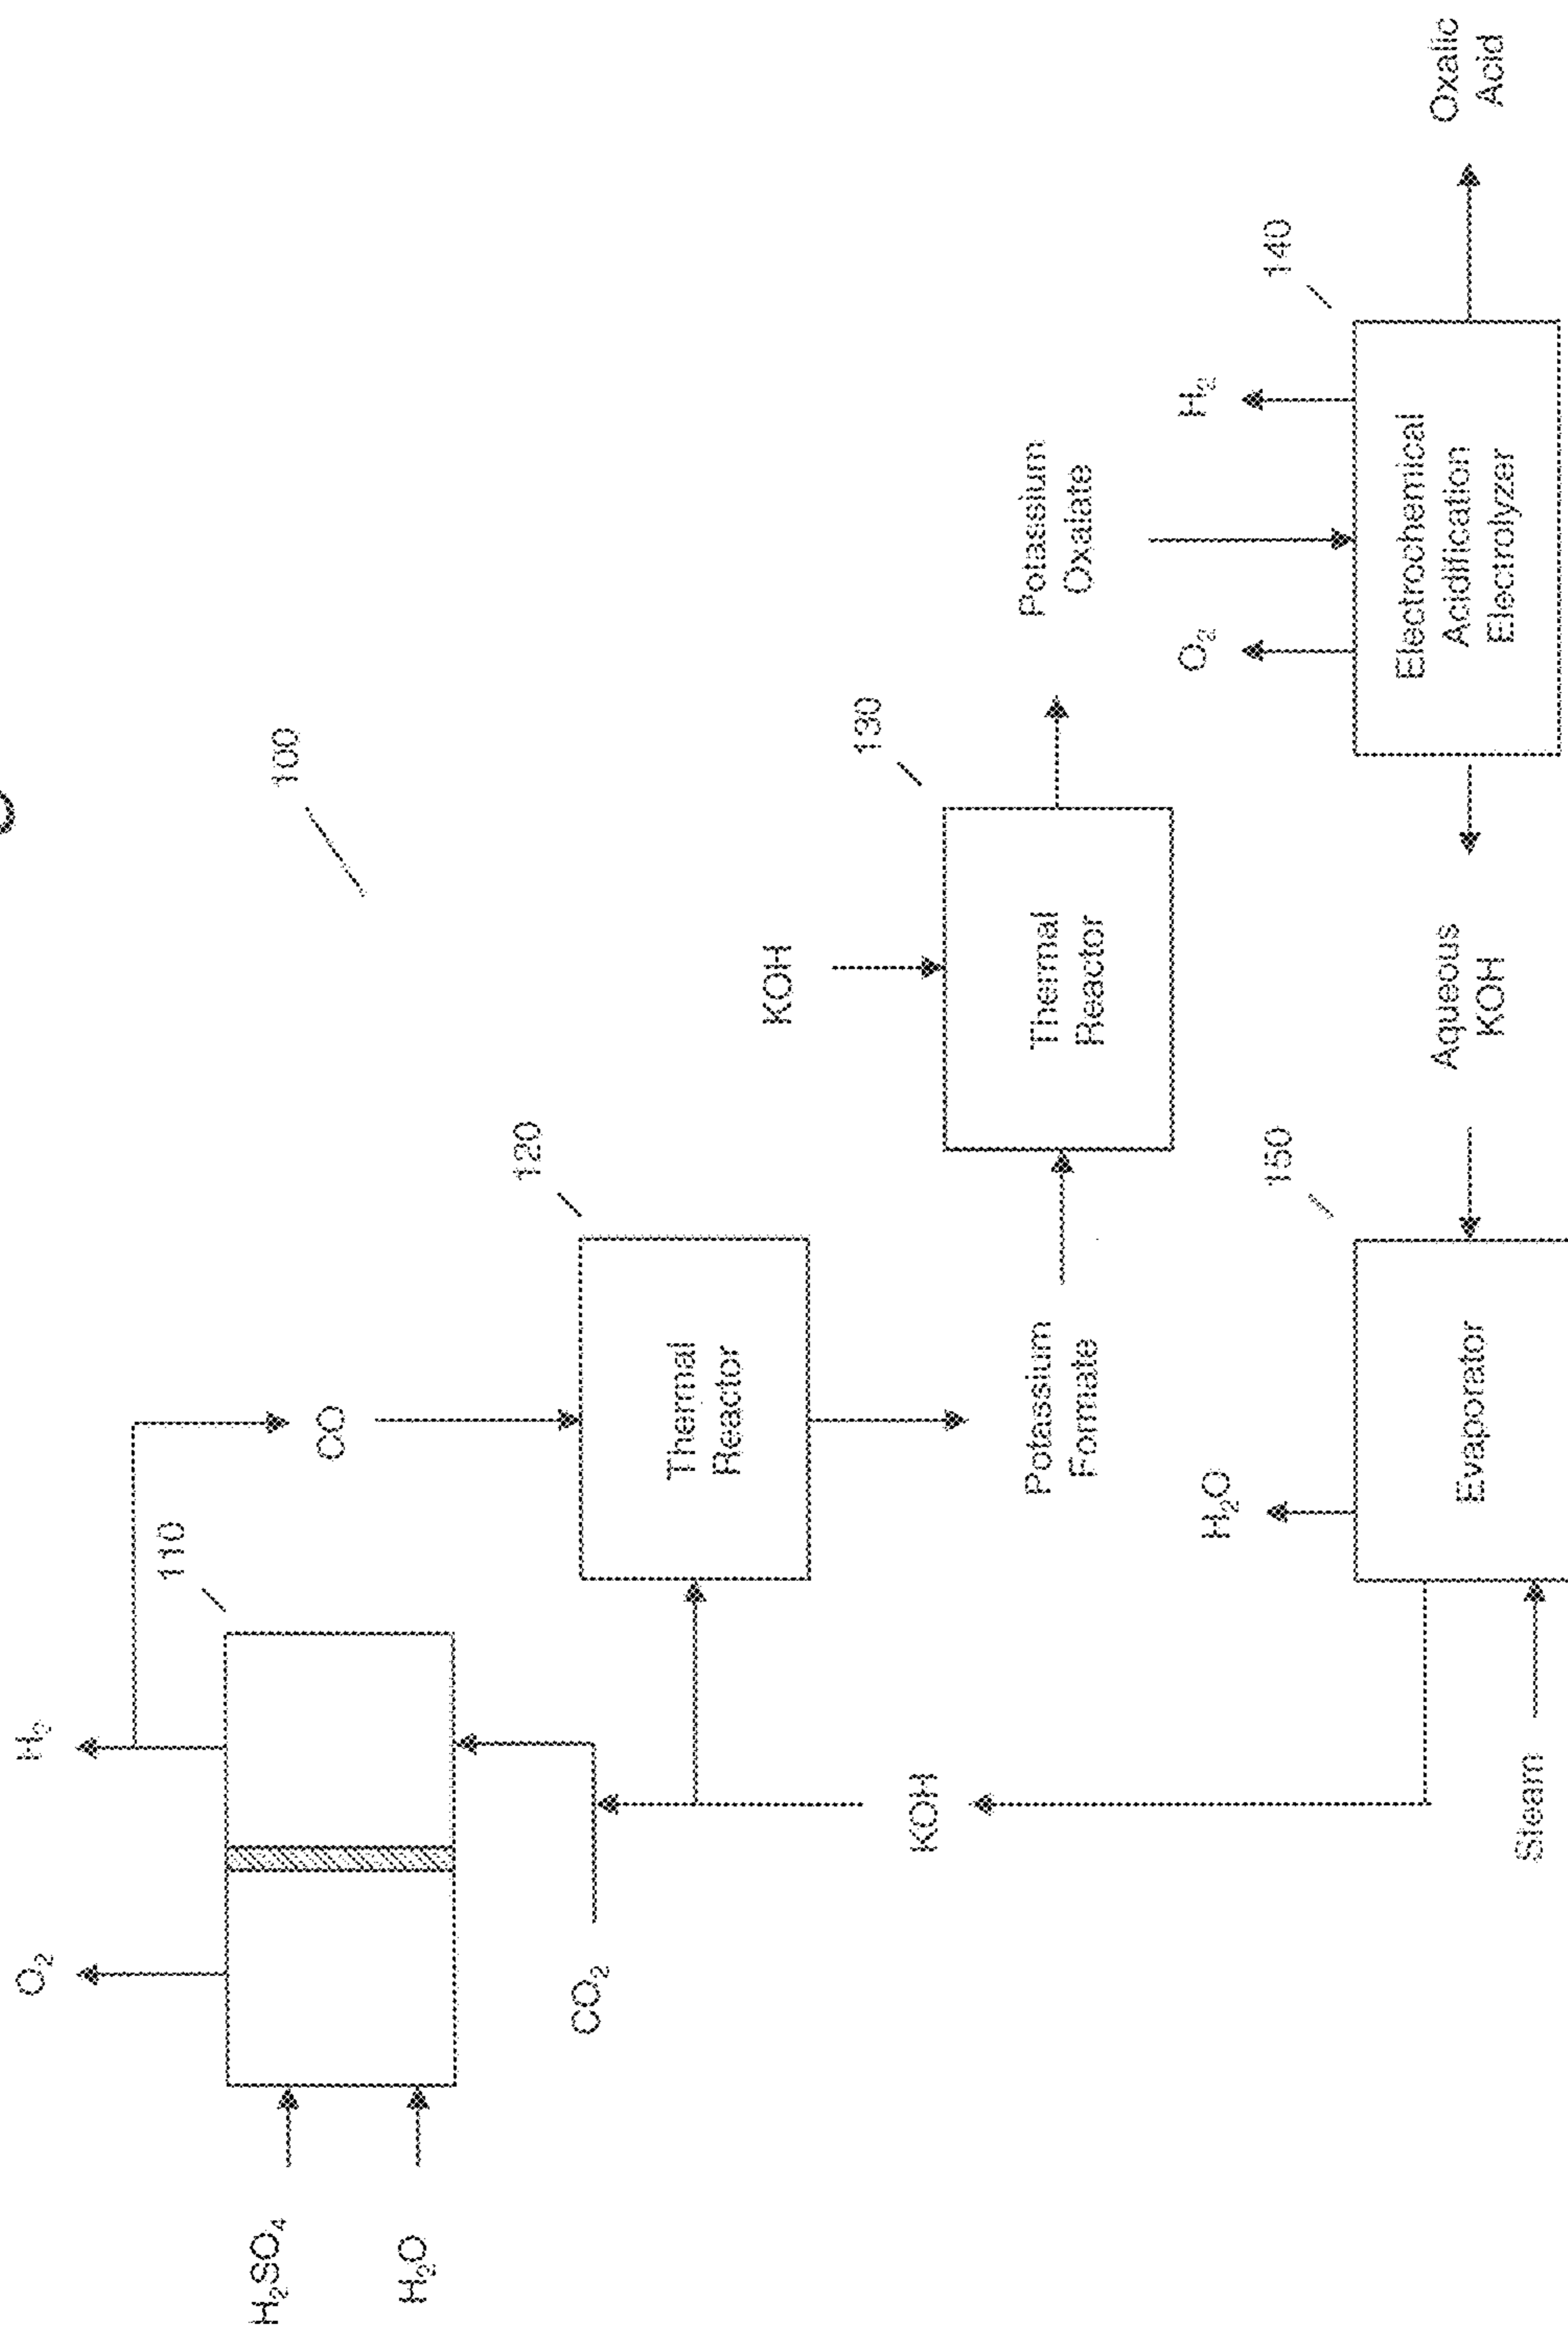 100
O₂
H₂
110
H₂SO₄
H₂O
CO
120
CO₂
Thermal
Reactor
KOH
130
KOH
Potassium
Formate
Thermal
Reactor
Potassium
Oxalate
H₂O
150
O₂
H₂
140
Steam
Evaporator
Aqueous
KOH
Electrochemical
Acidification
Electrolyzer
Oxalic
Acid